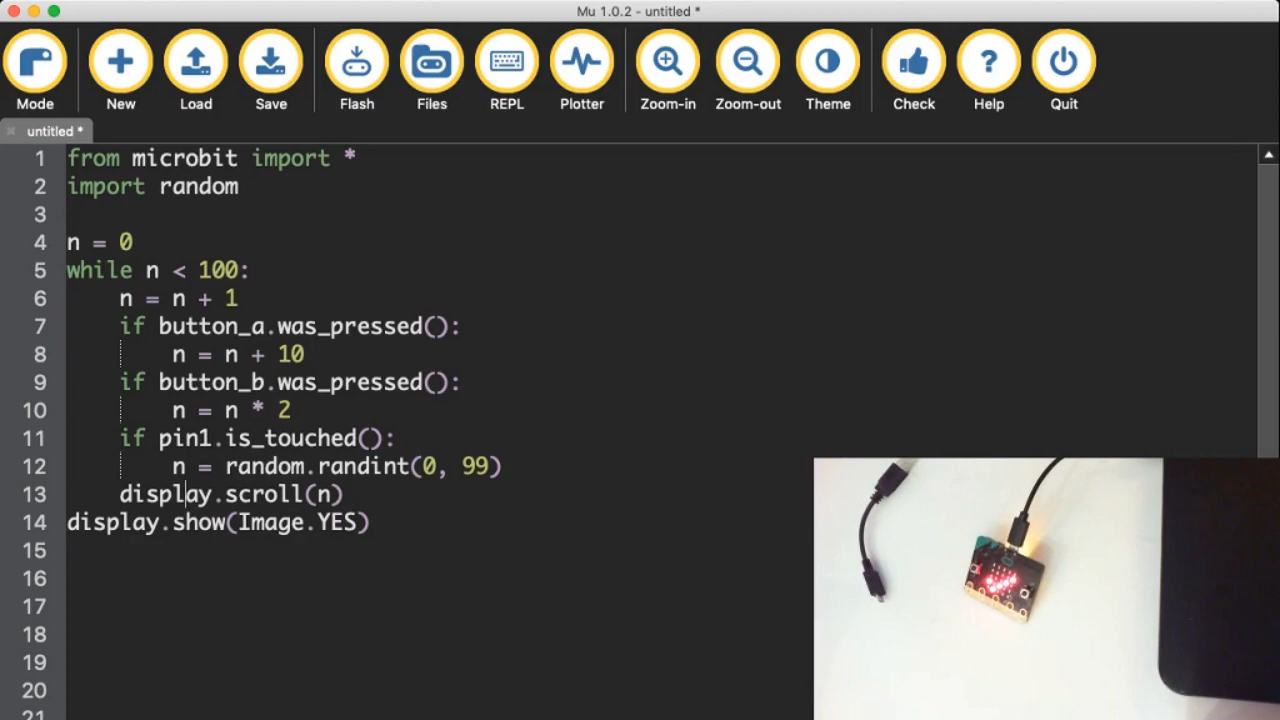 Mu 1.0.2 - untitled *
Mode New Load Save Flash Files REPL Plotter Zoom-in Zoom-out Theme Check Help Quit
untitled *
1 from microbit import *
2 import random
3
4 n = 0
5 while n < 100:
6     n = n + 1
7     if button_a.was_pressed():
8         n = n + 10
9     if button_b.was_pressed():
10         n = n * 2
11     if pin1.is_touched():
12         n = random.randint(0, 99)
13     display.scroll(n)
14 display.show(Image.YES)
15
16
17
18
19
20
21